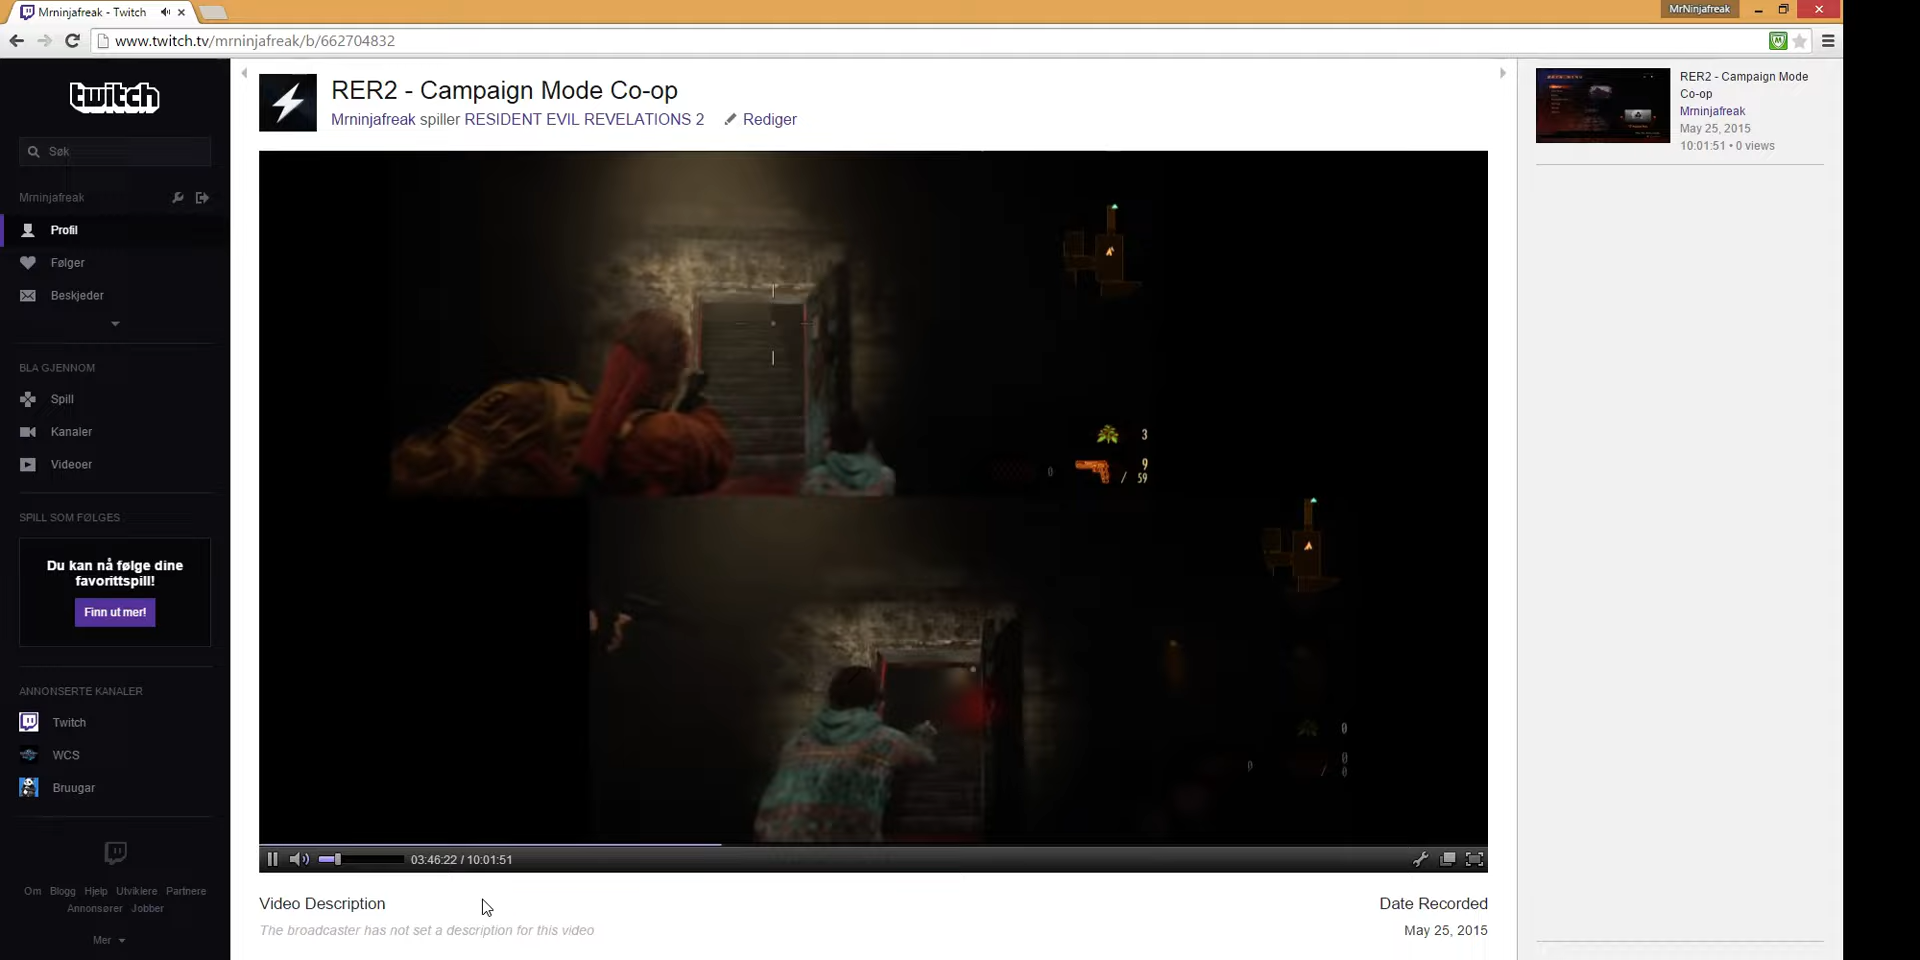 Mrninjafreak - Twitch
MrNinjafreak
www.twitch.tv/mrninjafreak/b/662704832
twitch
Søk
Mrninjafreak
Profil
Følger
Beskjeder
BLA GJENNOM
Spill
Kanaler
Videoer
SPILL SOM FØLGES
Du kan nå følge dine
favorittspill!
Finn ut mer!
ANNONSERTE KANALER
Twitch
WCS
Bruugar
Om Blogg Hjelp Utviklere Partnere
Annonsører Jobber
Mer
RER2 - Campaign Mode Co-op
Mrninjafreak spiller RESIDENT EVIL REVELATIONS 2 Rediger
3
0 9
/ 59
0
0 0
/ 0
03:46:22 / 10:01:51
Video Description Date Recorded
The broadcaster has not set a description for this video May 25, 2015
RER2 - Campaign Mode
Co-op
Mrninjafreak
May 25, 2015
10:01:51 • 0 views